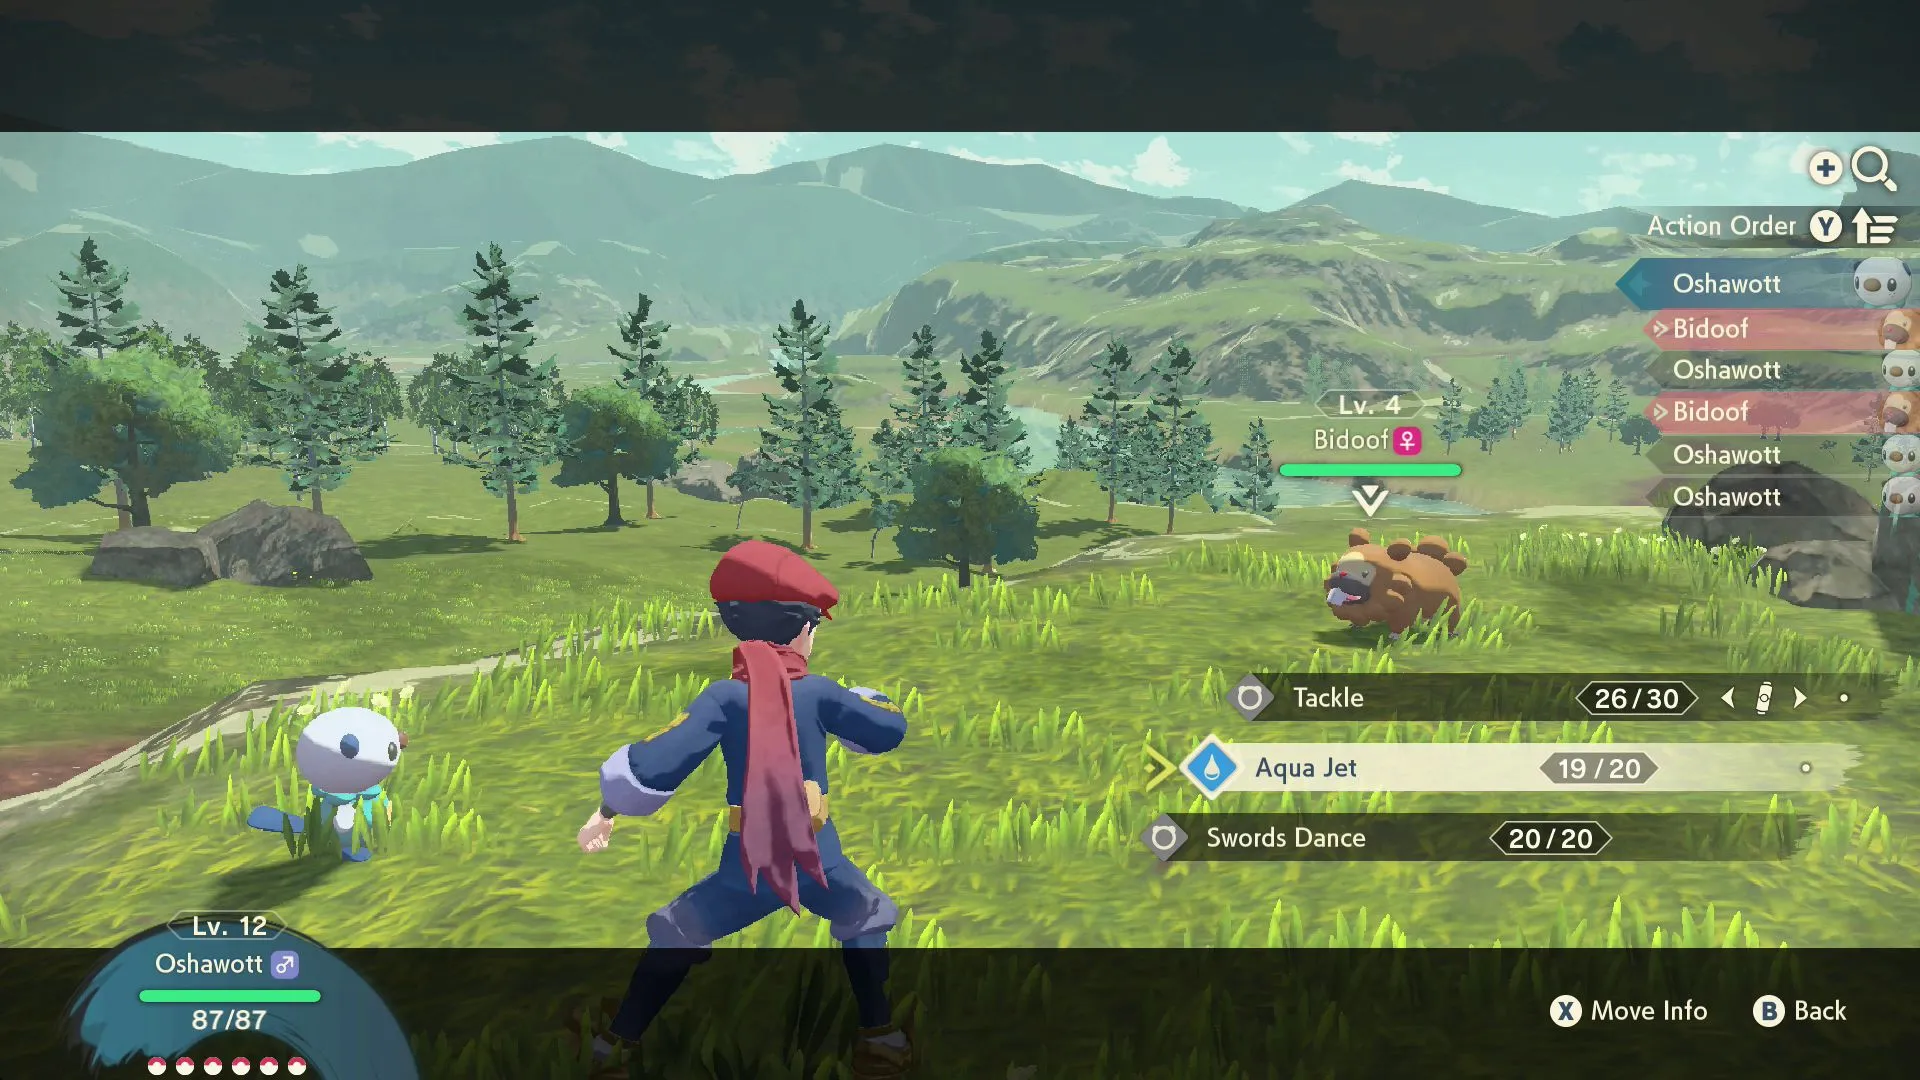 Action Order Y
Oshawott
Bidoof
Oshawott
Bidoof
Oshawott
Oshawott
Lv. 4
Bidoof ♀
Tackle 26/30
Aqua Jet 19/20
Swords Dance 20/20
Lv. 12
Oshawott ♂
87/87
X Move Info B Back